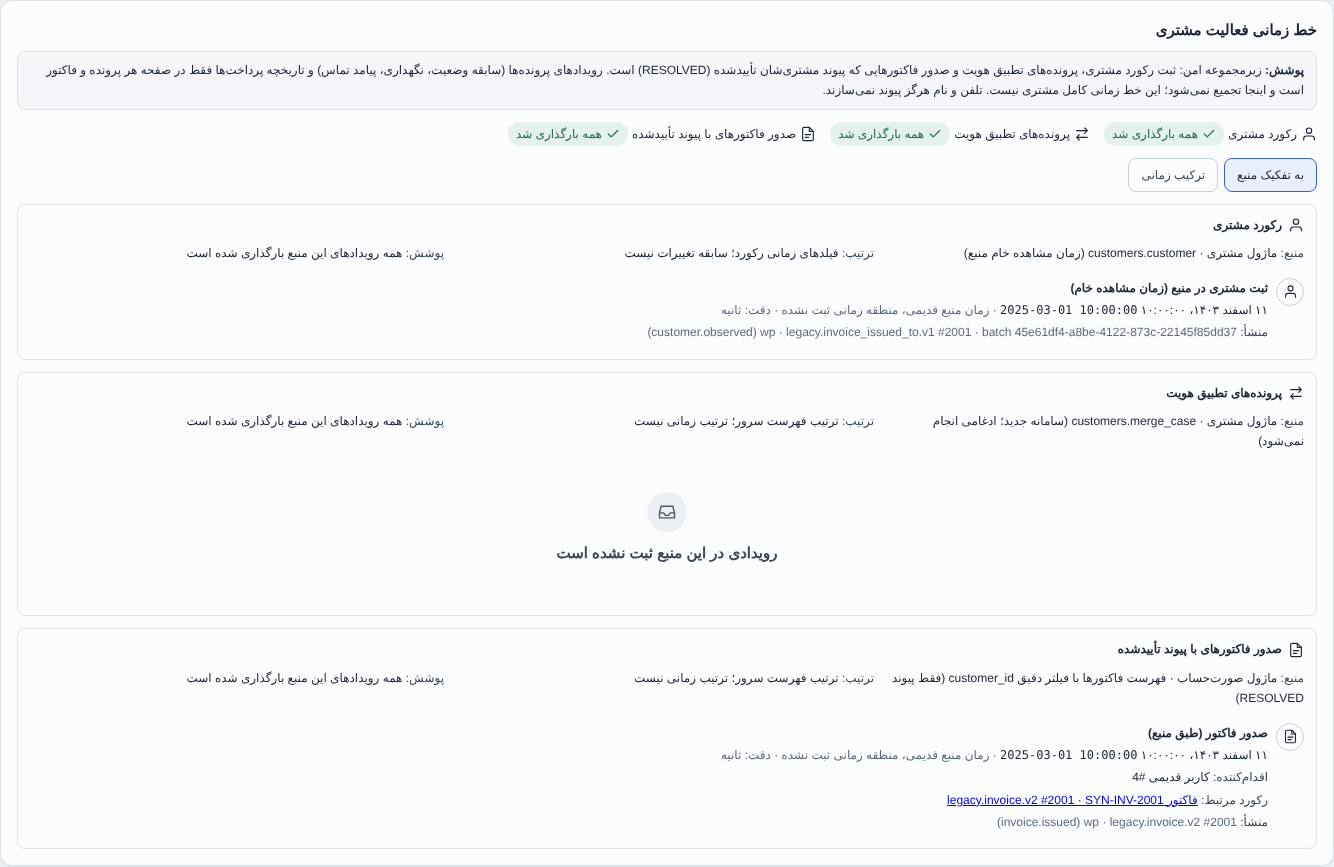 خط زمانی فعالیت مشتری
پوشش: زیرمجموعه امن: ثبت رکورد مشتری، پرونده‌های تطبیق هویت و صدور فاکتورهایی که پیوند مشتری‌شان تأییدشده (RESOLVED) است. رویدادهای پرونده‌ها (سابقه وضعیت، نگهداری، پیامد تماس) و تاریخچه پرداخت‌ها فقط در صفحه هر پرونده و فاکتور
است و اینجا تجمیع نمی‌شود؛ این خط زمانی کامل مشتری نیست. تلفن و نام هرگز پیوند نمی‌سازند.
رکورد مشتری همه بارگذاری شد پرونده‌های تطبیق هویت همه بارگذاری شد صدور فاکتورهای با پیوند تأییدشده همه بارگذاری شد
به تفکیک منبع ترکیب زمانی
رکورد مشتری
منبع: ماژول مشتری · customers.customer (زمان مشاهده خام منبع) ترتیب: فیلدهای زمانی رکورد؛ سابقه تغییرات نیست پوشش: همه رویدادهای این منبع بارگذاری شده است
ثبت مشتری در منبع (زمان مشاهده خام)
۱۱ اسفند ۱۴۰۳، ۱۰:۰۰:۰۰ 2025-03-01 10:00:00 · زمان منبع قدیمی، منطقه زمانی ثبت نشده · دقت: ثانیه
منشأ: wp · legacy.invoice_issued_to.v1 #2001 · batch 45e61df4-a8be-4122-873c-22145f85dd37 (customer.observed)
پرونده‌های تطبیق هویت
منبع: ماژول مشتری · customers.merge_case (سامانه جدید؛ ادغامی انجام نمی‌شود) ترتیب: ترتیب فهرست سرور؛ ترتیب زمانی نیست پوشش: همه رویدادهای این منبع بارگذاری شده است
رویدادی در این منبع ثبت نشده است
صدور فاکتورهای با پیوند تأییدشده
منبع: ماژول صورت‌حساب · فهرست فاکتورها با فیلتر دقیق customer_id (فقط پیوند RESOLVED) ترتیب: ترتیب فهرست سرور؛ ترتیب زمانی نیست پوشش: همه رویدادهای این منبع بارگذاری شده است
صدور فاکتور (طبق منبع)
۱۱ اسفند ۱۴۰۳، ۱۰:۰۰:۰۰ 2025-03-01 10:00:00 · زمان منبع قدیمی، منطقه زمانی ثبت نشده · دقت: ثانیه
اقدام‌کننده: کاربر قدیمی #4
رکورد مرتبط: فاکتور legacy.invoice.v2 #2001 · SYN-INV-2001
منشأ: wp · legacy.invoice.v2 #2001 (invoice.issued)